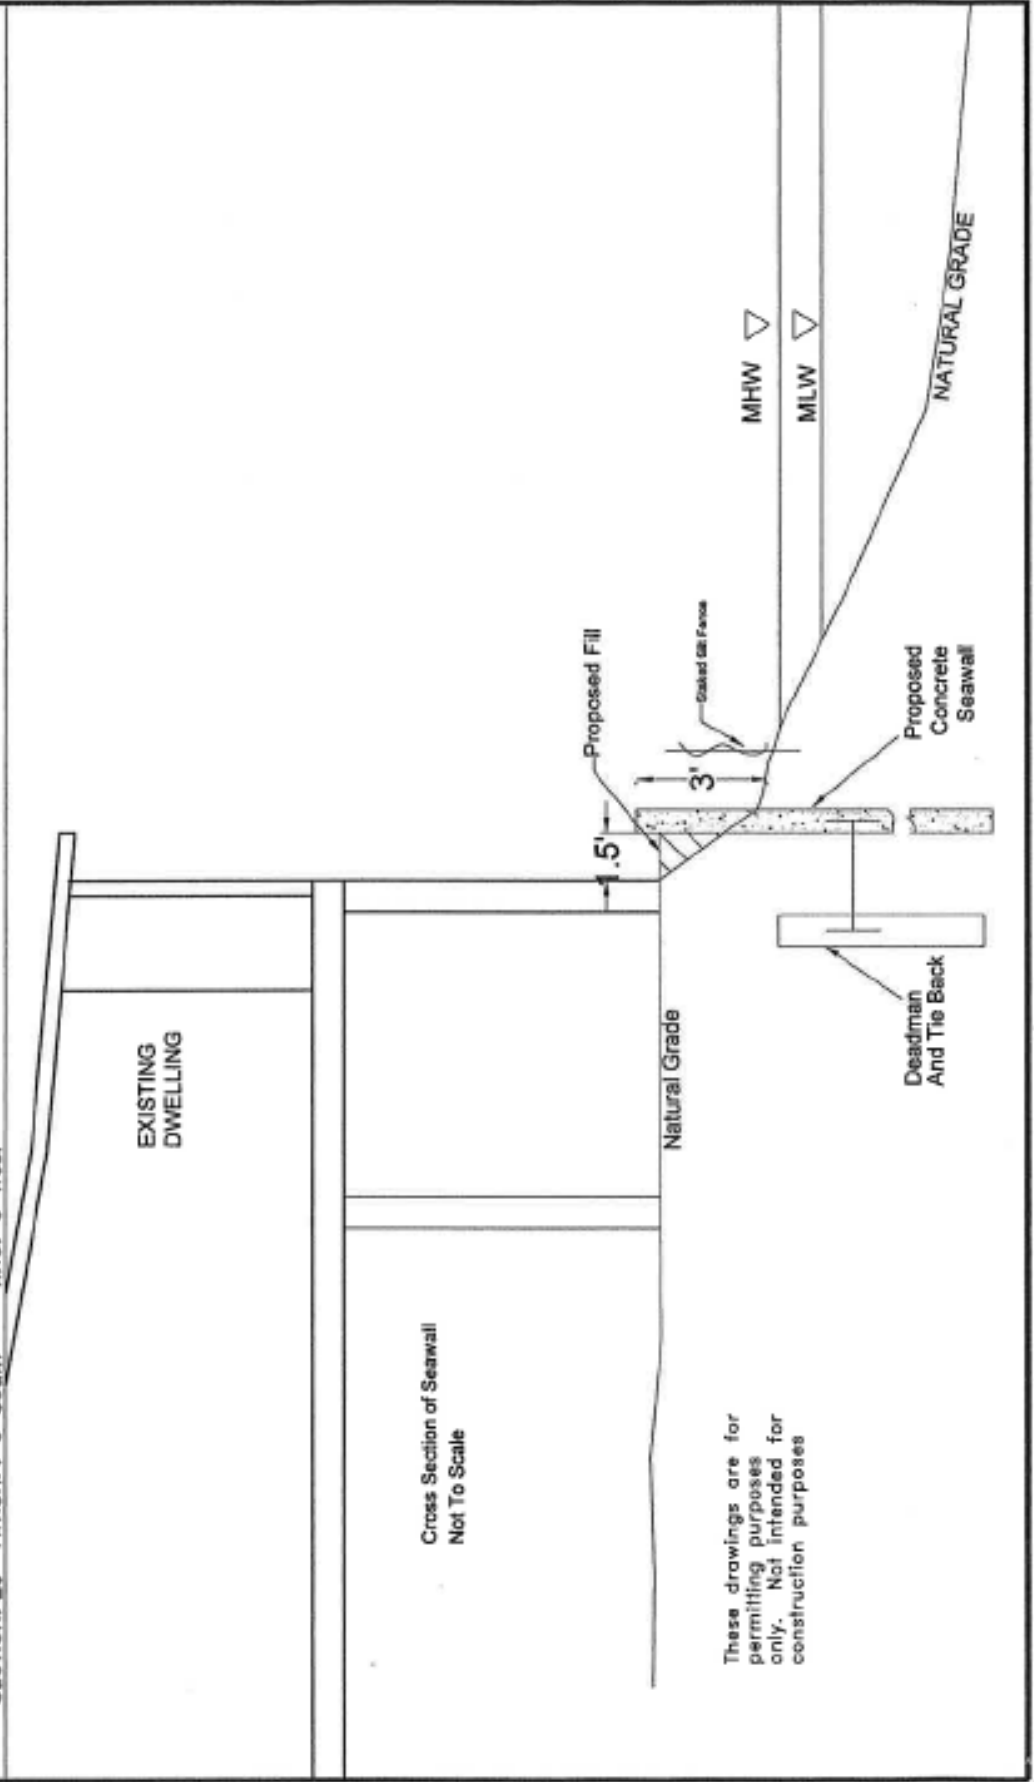 EXISTING
DWELLING
Cross Section of Seawall
Not To Scale
Natural Grade
1.5'
Proposed Fill
3'
Staked Silt Fence
MHW
MLW
NATURAL GRADE
Proposed
Concrete
Seawall
Deadman
And Tie Back
These drawings are for
permitting purposes
only. Not intended for
construction purposes